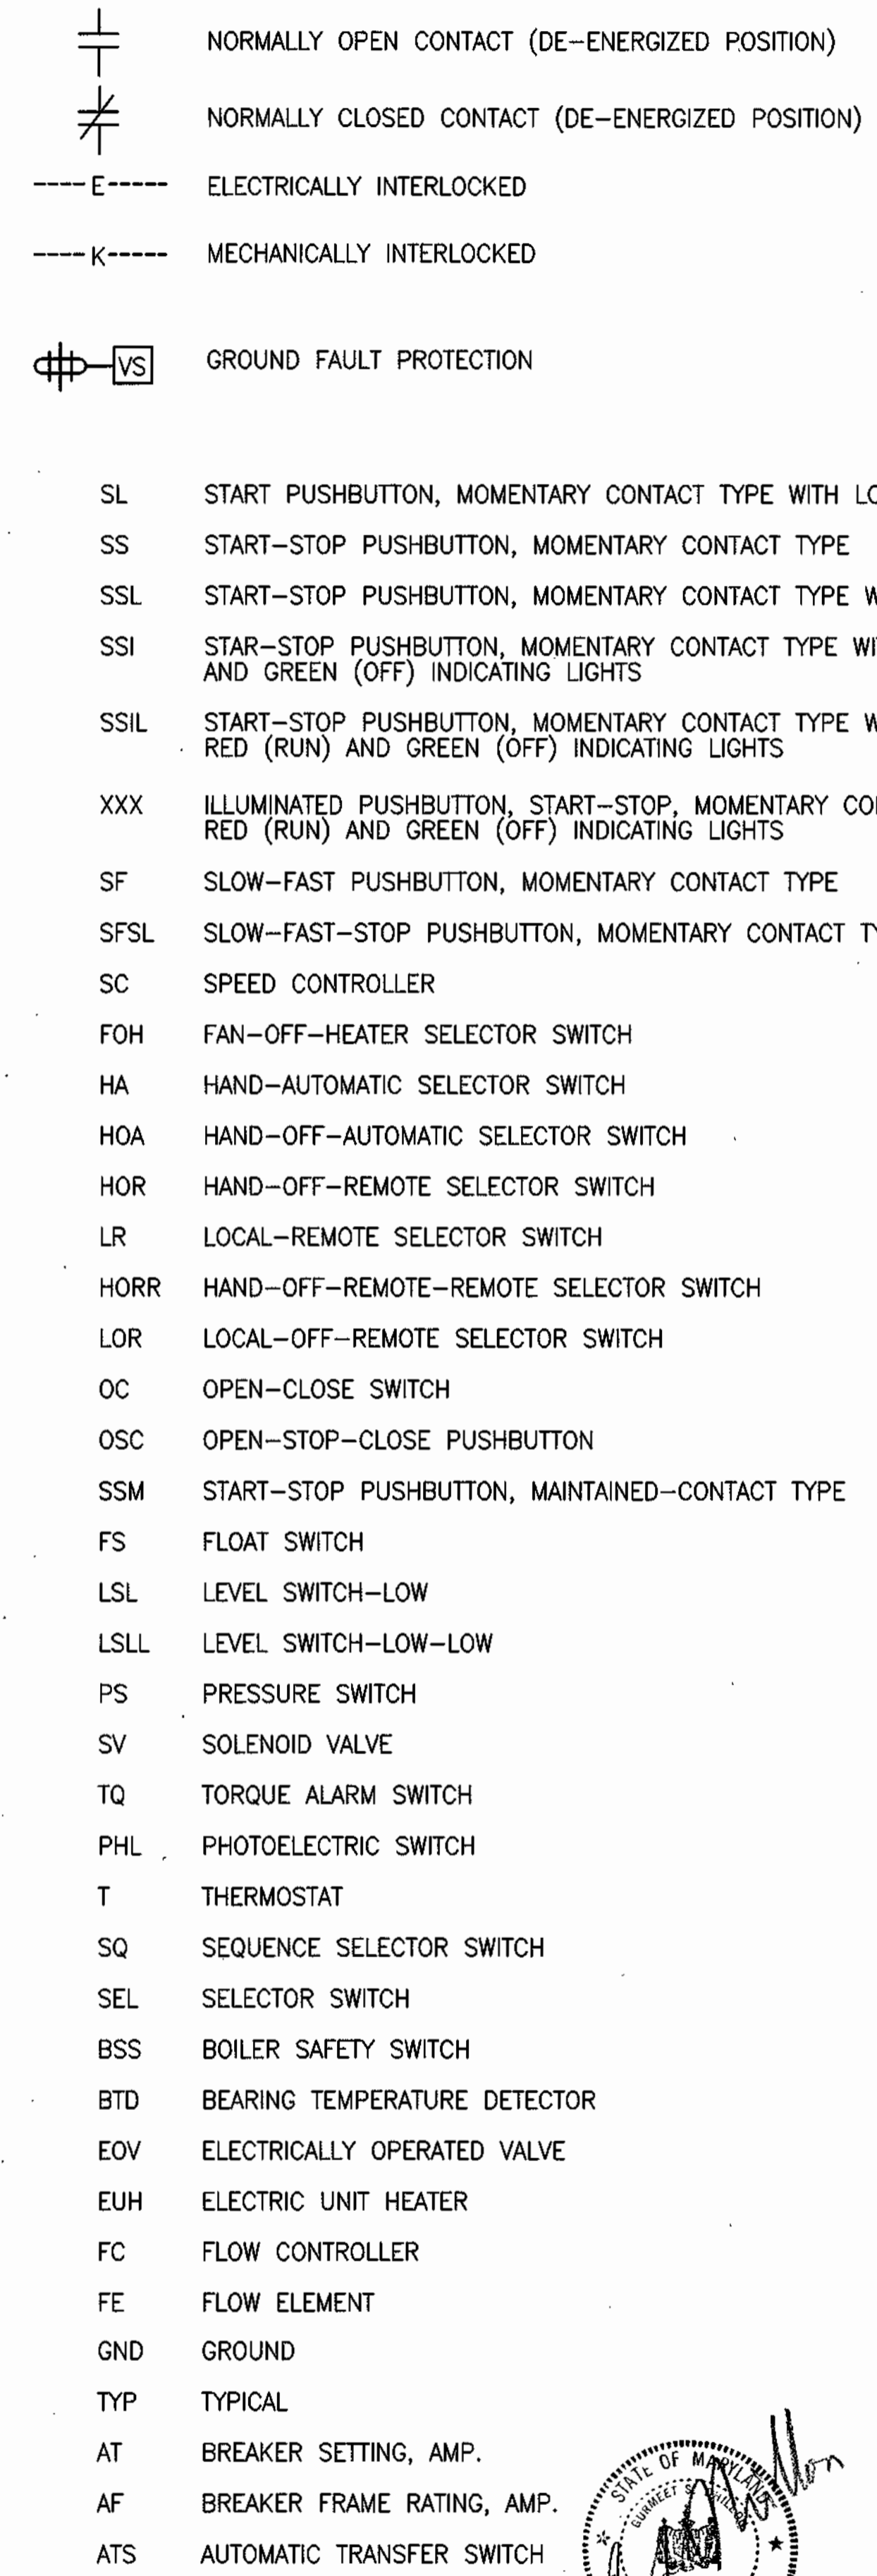 NORMALLY OPEN CONTACT (DE-ENERGIZED POSITION)
NORMALLY CLOSED CONTACT (DE-ENERGIZED POSITION)
----E----- ELECTRICALLY INTERLOCKED
----K----- MECHANICALLY INTERLOCKED
VS GROUND FAULT PROTECTION
SL START PUSHBUTTON, MOMENTARY CONTACT TYPE WITH
SS START-STOP PUSHBUTTON, MOMENTARY CONTACT TYPE
SSL START-STOP PUSHBUTTON, MOMENTARY CONTACT TYPE
SSI STAR-STOP PUSHBUTTON, MOMENTARY CONTACT TYPE
AND GREEN (OFF) INDICATING LIGHTS
SSIL START-STOP PUSHBUTTON, MOMENTARY CONTACT TYPE
RED (RUN) AND GREEN (OFF) INDICATING LIGHTS
XXX ILLUMINATED PUSHBUTTON, START-STOP, MOMENTARY
RED (RUN) AND GREEN (OFF) INDICATING LIGHTS
SF SLOW-FAST PUSHBUTTON, MOMENTARY CONTACT TYPE
SFSL SLOW-FAST-STOP PUSHBUTTON, MOMENTARY CONTACT
SC SPEED CONTROLLER
FOH FAN-OFF-HEATER SELECTOR SWITCH
HA HAND-AUTOMATIC SELECTOR SWITCH
HOA HAND-OFF-AUTOMATIC SELECTOR SWITCH
HOR HAND-OFF-REMOTE SELECTOR SWITCH
LR LOCAL-REMOTE SELECTOR SWITCH
HORR HAND-OFF-REMOTE-REMOTE SELECTOR SWITCH
LOR LOCAL-OFF-REMOTE SELECTOR SWITCH
OC OPEN-CLOSE SWITCH
OSC OPEN-STOP-CLOSE PUSHBUTTON
SSM START-STOP PUSHBUTTON, MAINTAINED-CONTACT TYPE
FS FLOAT SWITCH
LSL LEVEL SWITCH-LOW
LSLL LEVEL SWITCH-LOW-LOW
PS PRESSURE SWITCH
SV SOLENOID VALVE
TQ TORQUE ALARM SWITCH
PHL PHOTOELECTRIC SWITCH
T THERMOSTAT
SQ SEQUENCE SELECTOR SWITCH
SEL SELECTOR SWITCH
BSS BOILER SAFETY SWITCH
BTD BEARING TEMPERATURE DETECTOR
EOV ELECTRICALLY OPERATED VALVE
EUH ELECTRIC UNIT HEATER
FC FLOW CONTROLLER
FE FLOW ELEMENT
GND GROUND
TYP TYPICAL
AT BREAKER SETTING, AMP.
AF BREAKER FRAME RATING, AMP.
ATS AUTOMATIC TRANSFER SWITCH
STATE OF MARYLAND
GURMEET S.